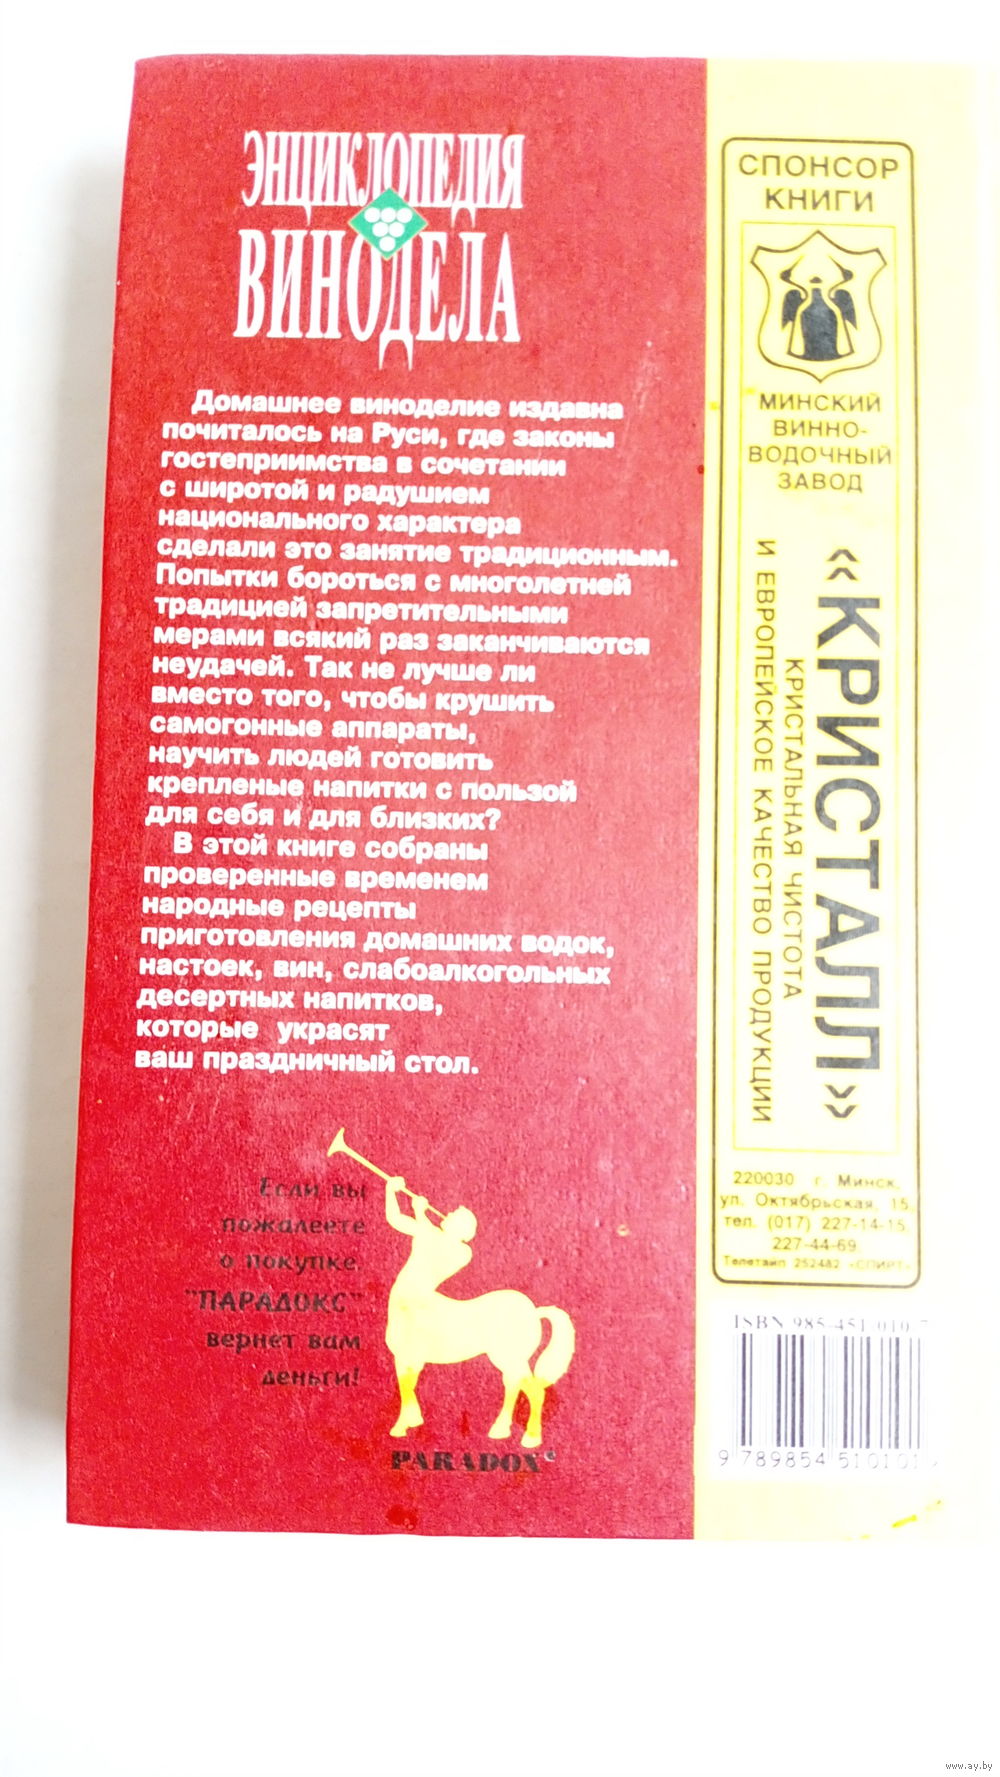 ЭНЦИКЛОПЕДИЯ
ВИНОДЕЛА
Домашнее виноделие издавна
почиталось на Руси, где законы
гостеприимства в сочетании
с широтой и радушием
национального характера
сделали это занятие традиционным.
Попытки бороться с многолетней
традицией запретительными
мерами всякий раз заканчиваются
неудачей. Так не лучше ли
вместо того, чтобы крушить
самогонные аппараты,
научить людей готовить
крепленые напитки с пользой
для себя и для близких?
В этой книге собраны
проверенные временем
народные рецепты
приготовления домашних водок,
настоек, вин, слабоалкогольных
десертных напитков,
которые украсят
ваш праздничный стол.
Если вы
пожалеете
о покупке,
"ПАРАДОКС"
вернет вам
деньги!
PARADOX
СПОНСОР
КНИГИ
МИНСКИЙ
ВИННО-
ВОДОЧНЫЙ
ЗАВОД
«КРИСТАЛЛ»
КРИСТАЛЬНАЯ ЧИСТОТА
И ЕВРОПЕЙСКОЕ КАЧЕСТВО ПРОДУКЦИИ
220030 г. Минск,
ул. Октябрьская, 15,
тел. (017) 227-14-15,
227-44-69
Телетайп 252482 «СПИРТ»
ISBN 985-451-010-7
9 789854 510101
www.ay.by